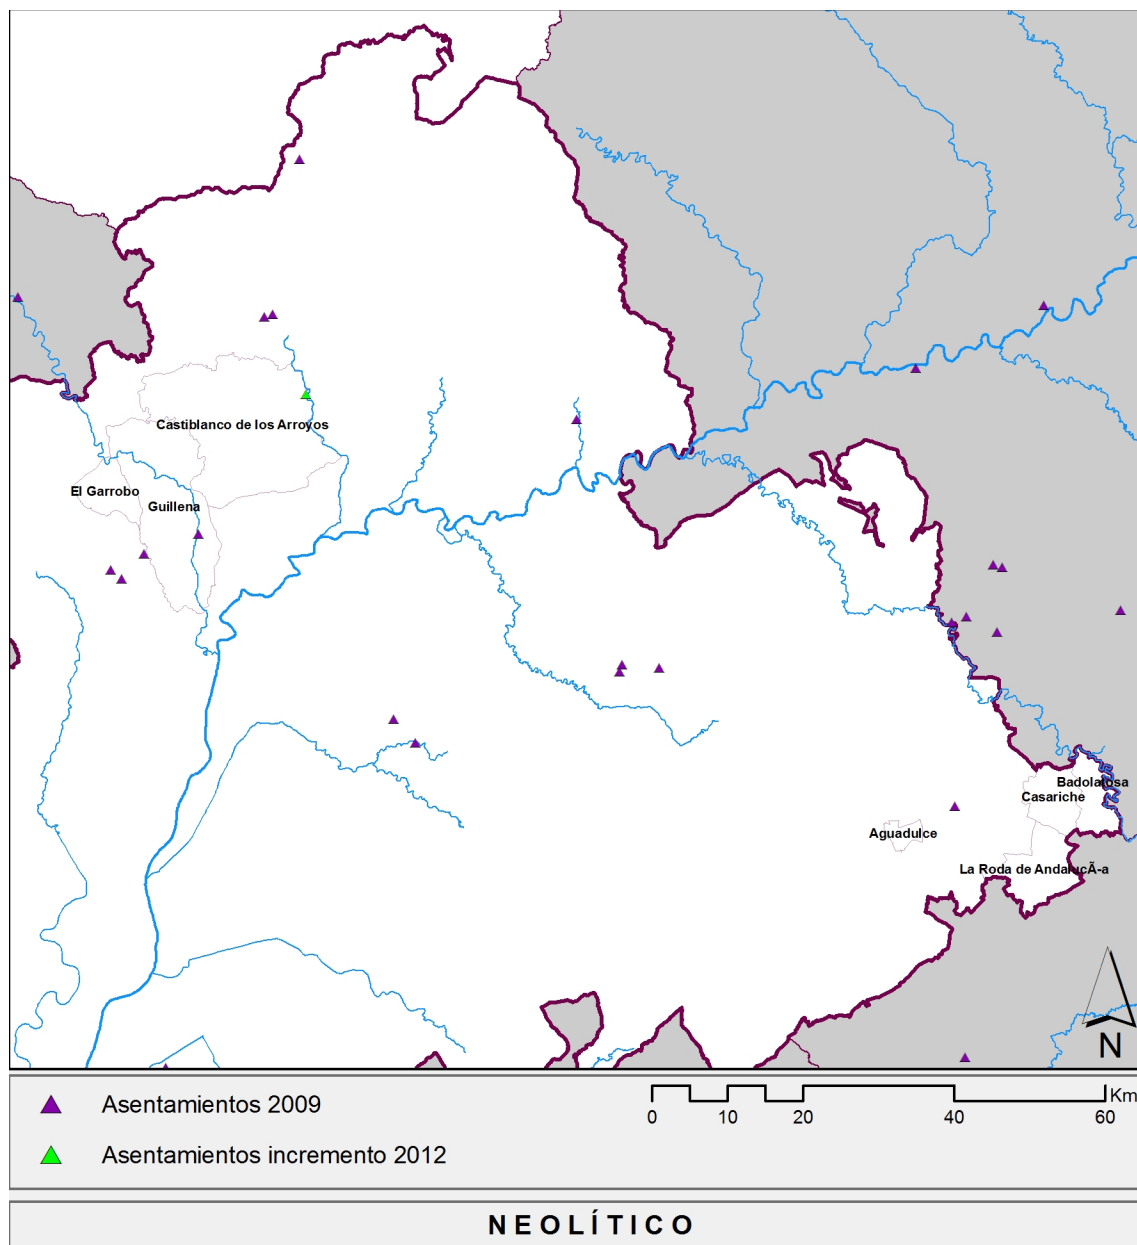 Castiblanco de los Arroyos
El Garrobo
Guillena
Badolatosa
Casariche
Aguadulce
La Roda de AndalucÃ-a
N
Asentamientos 2009
Asentamientos incremento 2012
Km
0 10 20 40 60
NEOLÍTICO